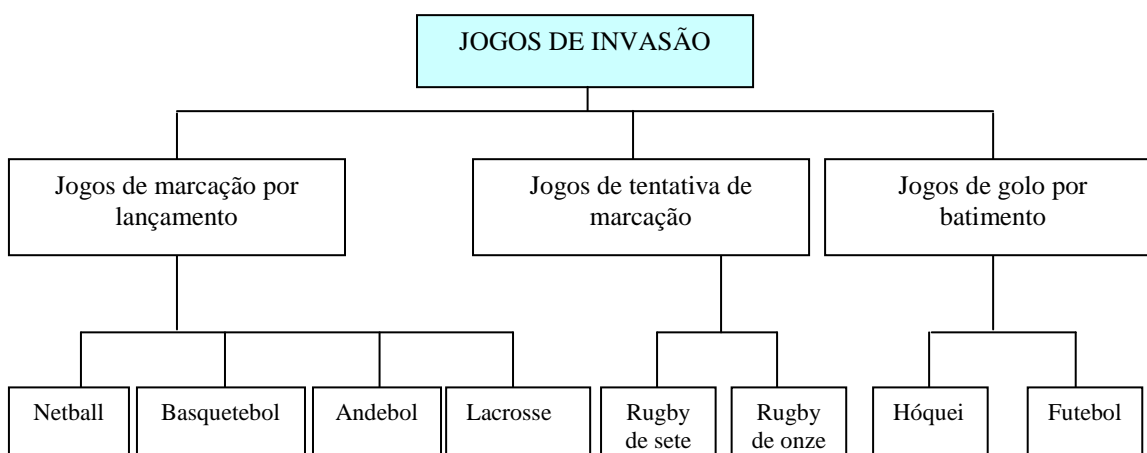 JOGOS DE INVASÃO
Jogos de marcação por
lançamento
Jogos de tentativa de
marcação
Jogos de golo por
batimento
Netball
Basquetebol
Andebol
Lacrosse
Rugby
de sete
Rugby
de onze
Hóquei
Futebol